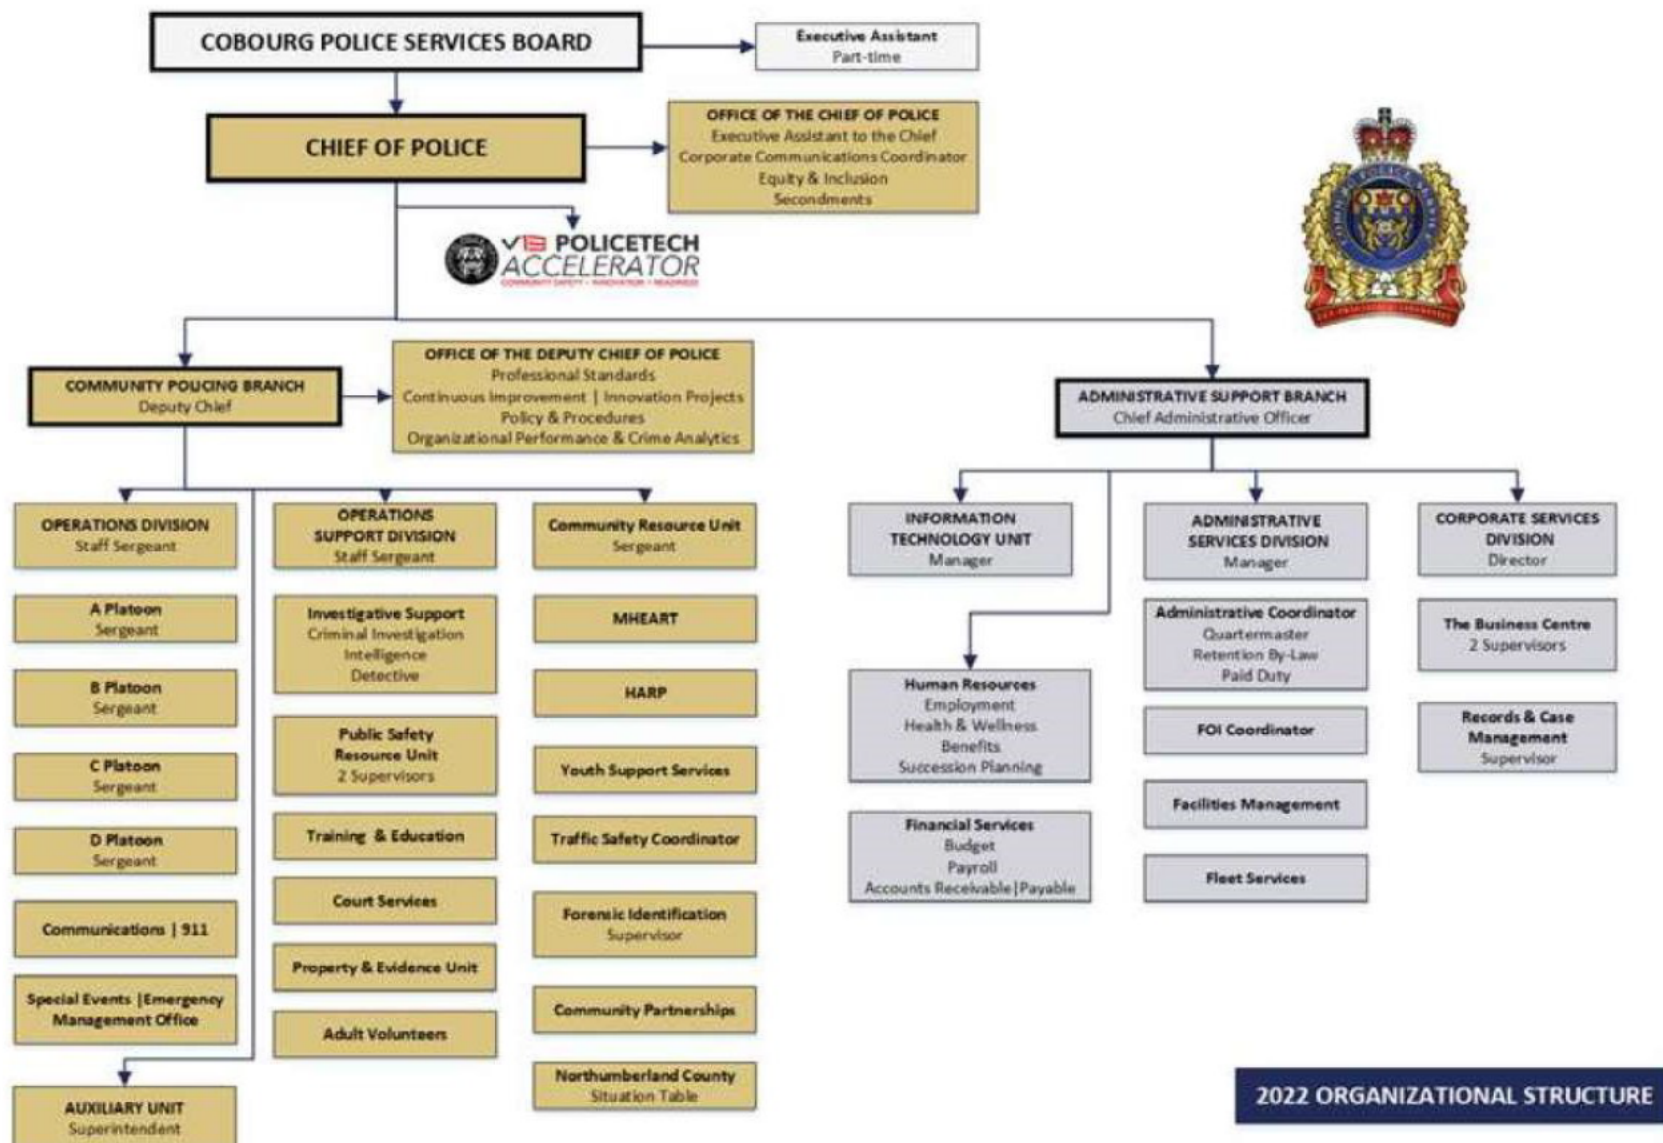 COBOURG POLICE SERVICES BOARD
Executive Assistant
Part-time
CHIEF OF POLICE
OFFICE OF THE CHIEF OF POLICE
Executive Assistant to the Chief
Corporate Communications Coordinator
Equity & Inclusion
Secondments
POLICETECH
ACCELERATOR
COMMUNITY SAFETY • INNOVATION • READINESS
COBOURG POLICE SERVICE
COMMUNITY POLICING BRANCH
Deputy Chief
OFFICE OF THE DEPUTY CHIEF OF POLICE
Professional Standards
Continuous Improvement | Innovation Projects
Policy & Procedures
Organizational Performance & Crime Analytics
ADMINISTRATIVE SUPPORT BRANCH
Chief Administrative Officer
OPERATIONS DIVISION
Staff Sergeant
A Platoon
Sergeant
B Platoon
Sergeant
C Platoon
Sergeant
D Platoon
Sergeant
Communications | 911
Special Events |Emergency
Management Office
AUXILIARY UNIT
Superintendent
OPERATIONS
SUPPORT DIVISION
Staff Sergeant
Investigative Support
Criminal Investigation
Intelligence
Detective
Public Safety
Resource Unit
2 Supervisors
Training & Education
Court Services
Property & Evidence Unit
Adult Volunteers
Community Resource Unit
Sergeant
MHEART
HARP
Youth Support Services
Traffic Safety Coordinator
Forensic Identification
Supervisor
Community Partnerships
Northumberland County
Situation Table
INFORMATION
TECHNOLOGY UNIT
Manager
Human Resources
Employment
Health & Wellness
Benefits
Succession Planning
Financial Services
Budget
Payroll
Accounts Receivable|Payable
ADMINISTRATIVE
SERVICES DIVISION
Manager
Administrative Coordinator
Quartermaster
Retention By-Law
Paid Duty
FOI Coordinator
Facilities Management
Fleet Services
CORPORATE SERVICES
DIVISION
Director
The Business Centre
2 Supervisors
Records & Case
Management
Supervisor
2022 ORGANIZATIONAL STRUCTURE